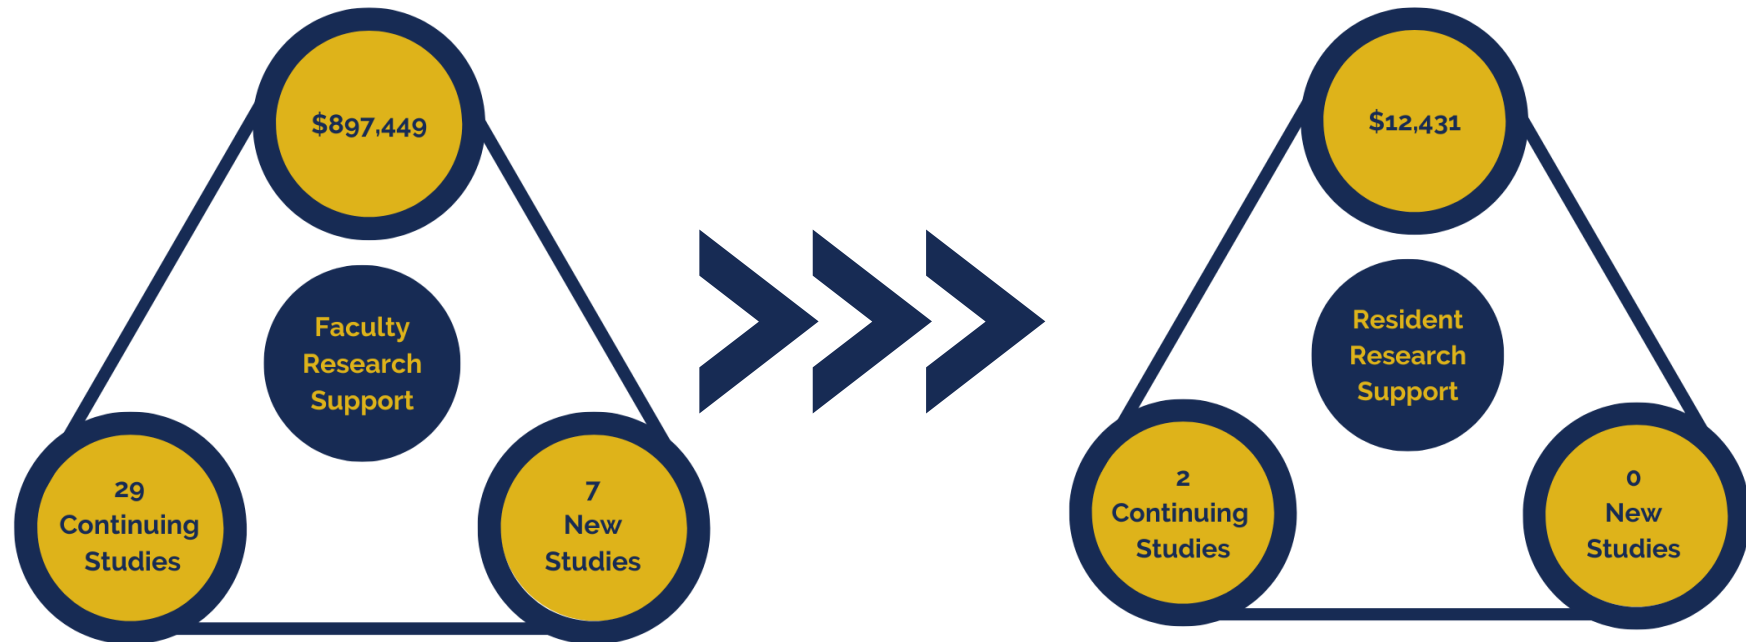 $897,449
Faculty
Research
Support
29
Continuing
Studies
7
New
Studies
$12,431
Resident
Research
Support
2
Continuing
Studies
0
New
Studies